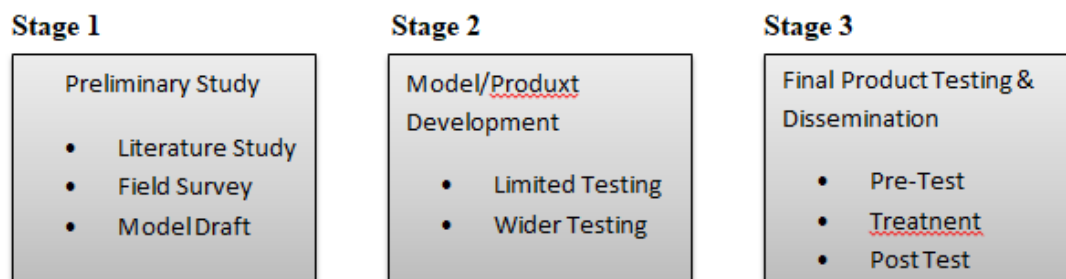 Stage 1
Preliminary Study
• Literature Study
• Field Survey
• Model Draft
Stage 2
Model/Produxt
Development
• Limited Testing
• Wider Testing
Stage 3
Final Product Testing &
Dissemination
• Pre-Test
• Treatnent
• Post Test